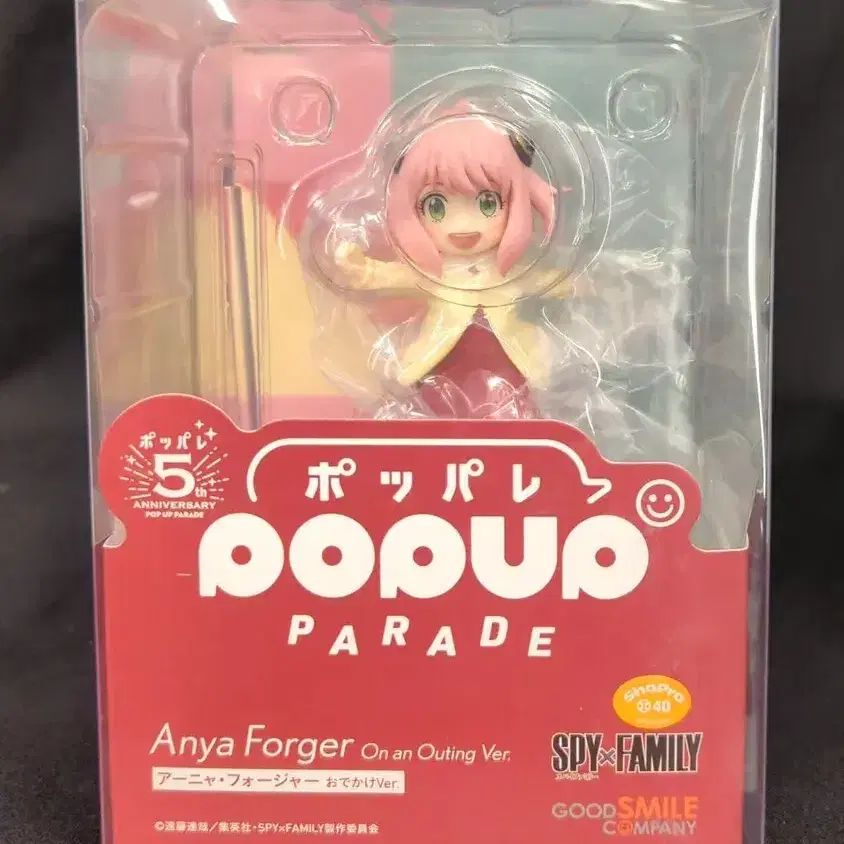 ポッパレ
5th
ANNIVERSARY
POP UP PARADE
ポッパレ
POPUP
PARADE
ShoPro
40
Anya Forger On an Outing Ver.
アーニャ・フォージャー おでかけVer.
SPY×FAMILY
GOOD SMILE
COMPANY
©遠藤達哉/集英社・SPY×FAMILY製作委員会